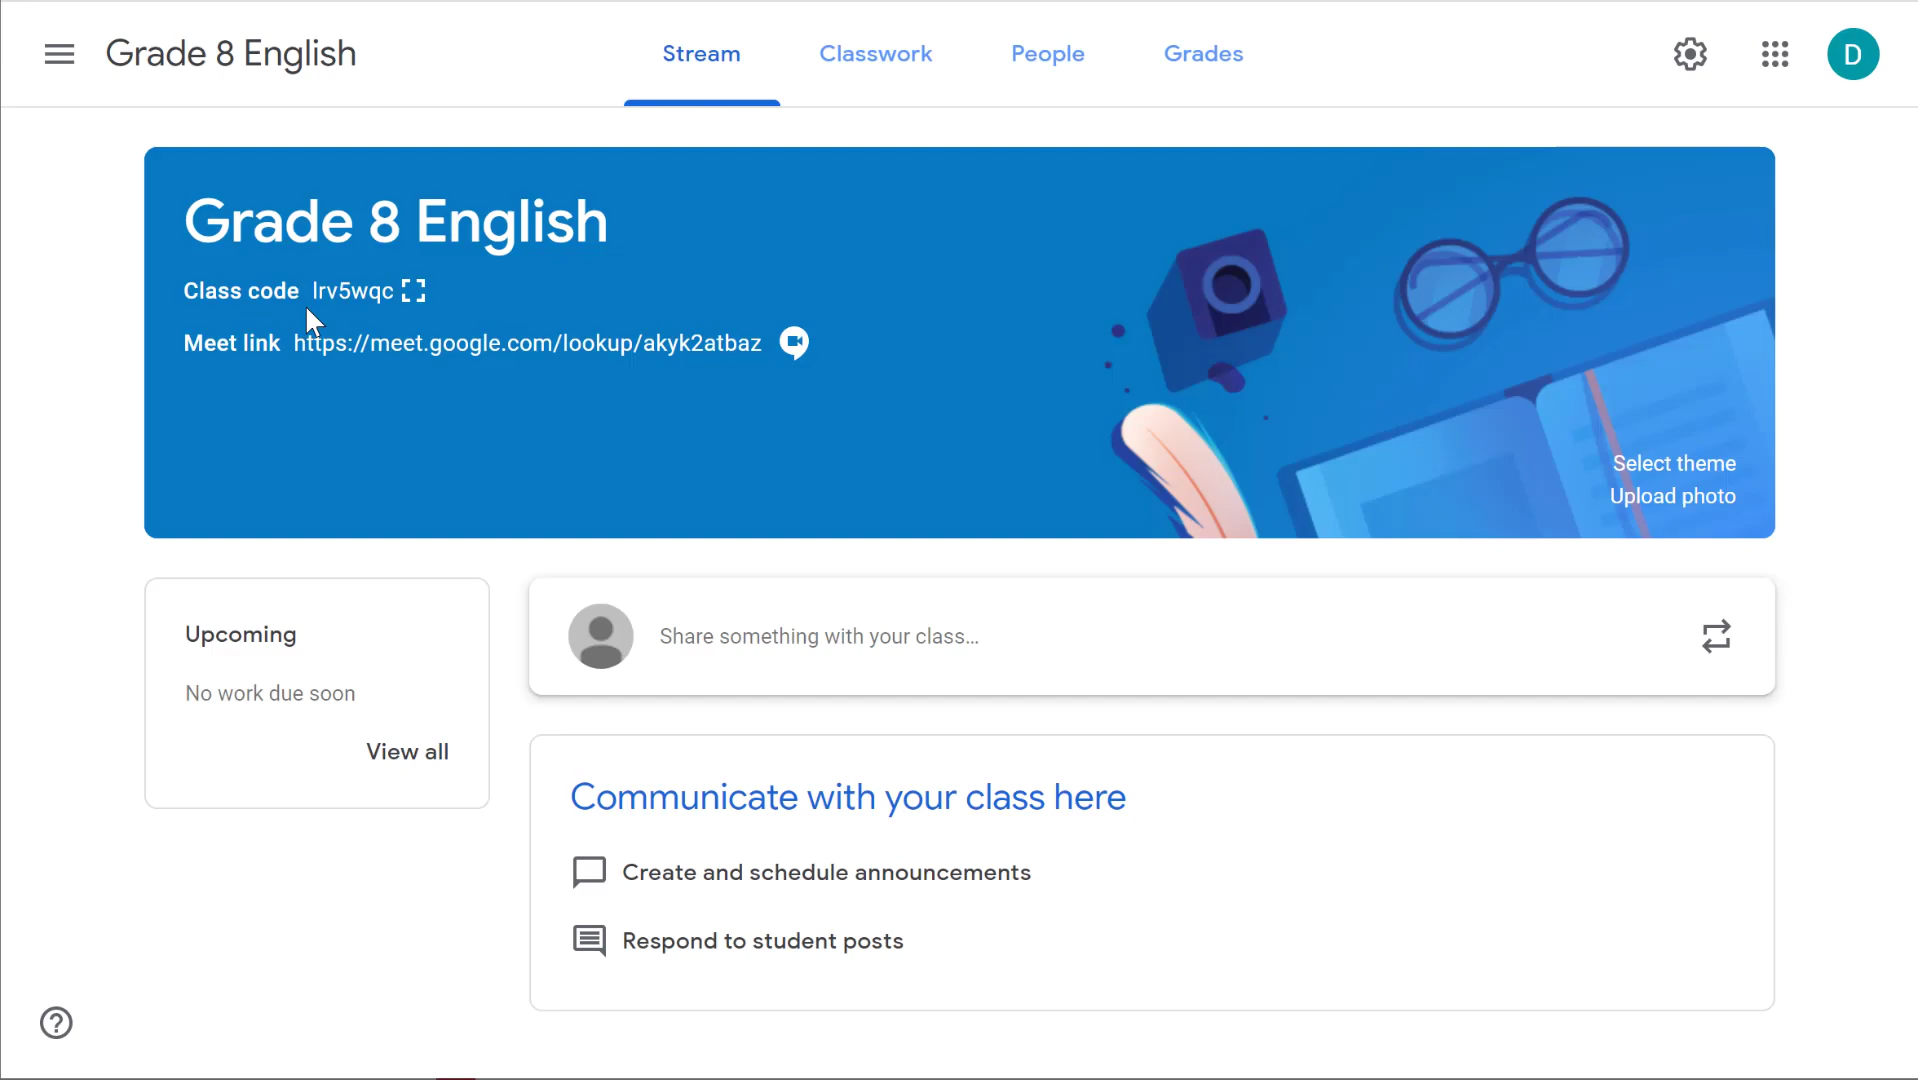 Grade 8 English
Stream
Classwork
People
Grades
D
Grade 8 English
Class code lrv5wqc
Meet link https://meet.google.com/lookup/akyk2atbaz
Select theme
Upload photo
Upcoming
No work due soon
View all
Share something with your class...
Communicate with your class here
Create and schedule announcements
Respond to student posts